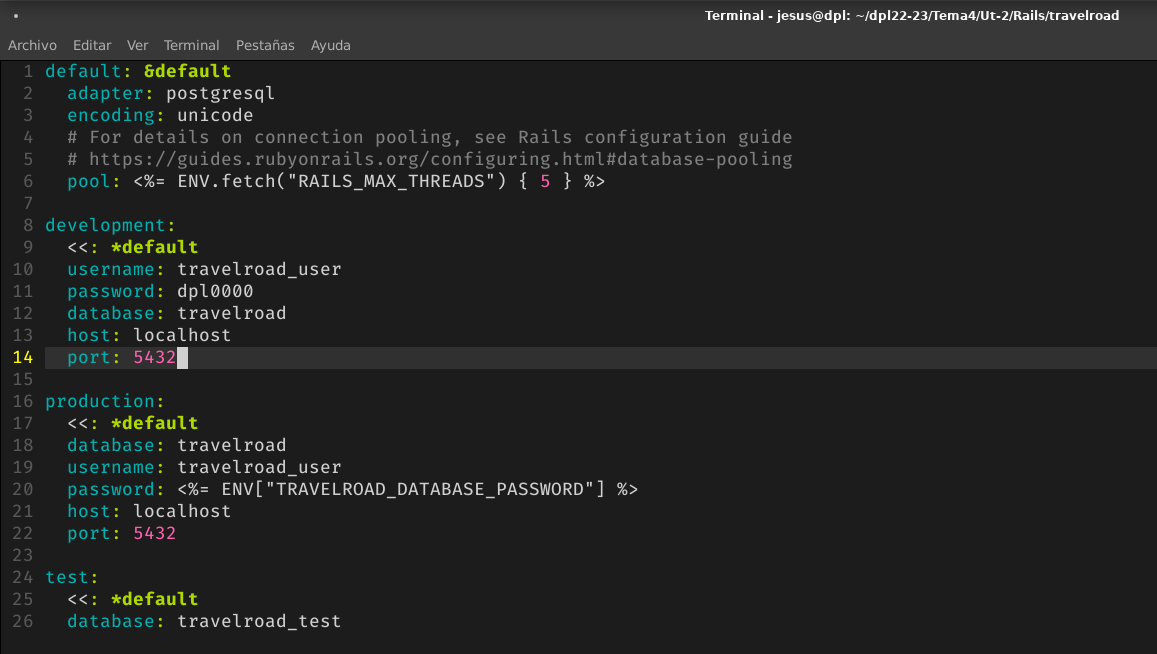 Terminal - jesus@dpl: ~/dpl22-23/Tema4/Ut-2/Rails/travelroad
Archivo Editar Ver Terminal Pestañas Ayuda
1 default: &default
2   adapter: postgresql
3   encoding: unicode
4   # For details on connection pooling, see Rails configuration guide
5   # https://guides.rubyonrails.org/configuring.html#database-pooling
6   pool: <%= ENV.fetch("RAILS_MAX_THREADS") { 5 } %>
7
8 development:
9   <<: *default
10   username: travelroad_user
11   password: dpl0000
12   database: travelroad
13   host: localhost
14   port: 5432
15
16 production:
17   <<: *default
18   database: travelroad
19   username: travelroad_user
20   password: <%= ENV["TRAVELROAD_DATABASE_PASSWORD"] %>
21   host: localhost
22   port: 5432
23
24 test:
25   <<: *default
26   database: travelroad_test